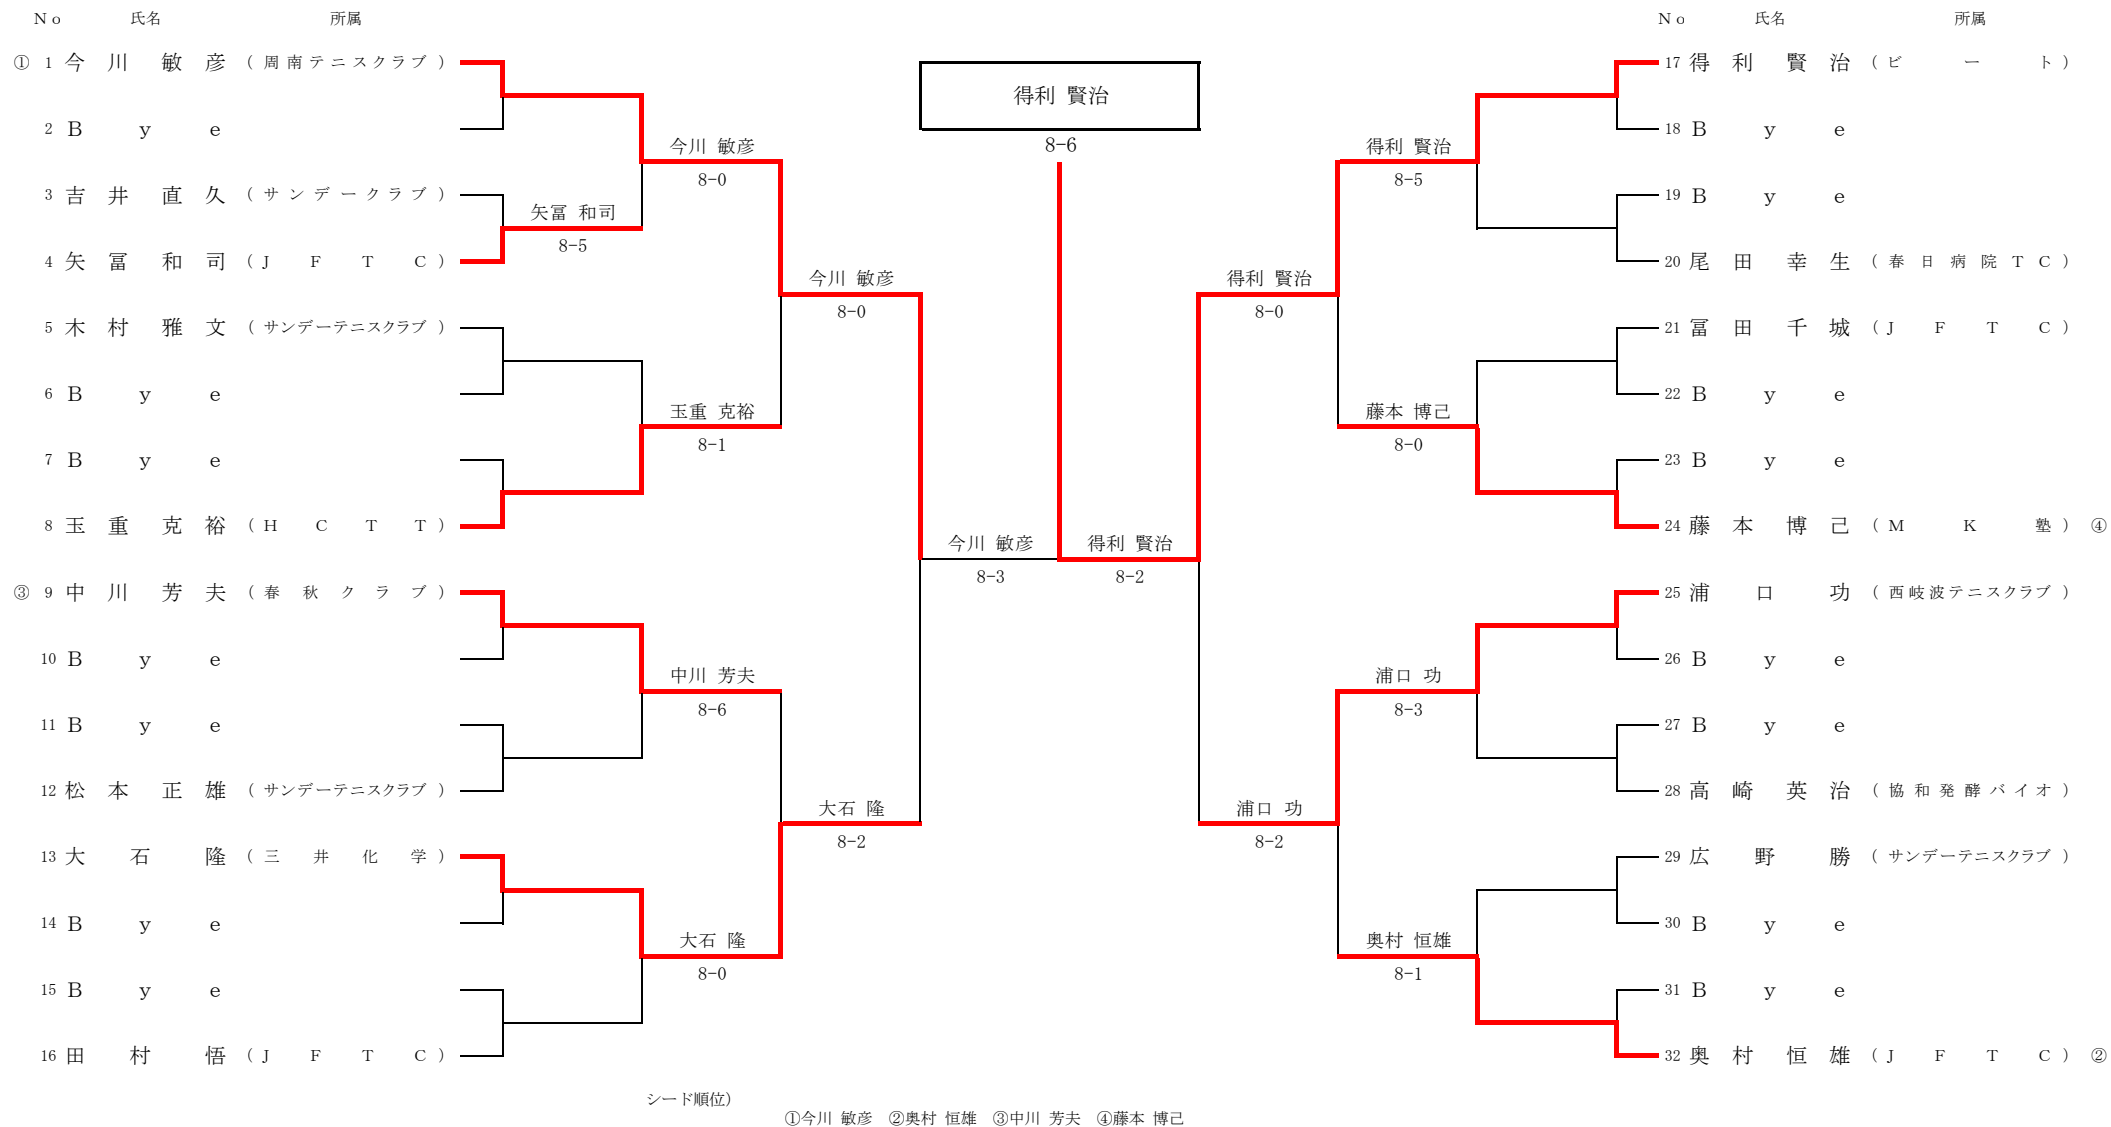 No 氏名 所属
① 1 今川 敏彦 （周南テニスクラブ）
2 Bye
3 吉井 直久 （サンデークラブ）
4 矢冨 和司 （JFTC）
5 木村 雅文 （サンデーテニスクラブ）
6 Bye
7 Bye
8 玉重 克裕 （HCTT）
③ 9 中川 芳夫 （春秋クラブ）
10 Bye
11 Bye
12 松本 正雄 （サンデーテニスクラブ）
13 大石 隆 （三井化学）
14 Bye
15 Bye
16 田村 悟 （JFTC）
矢冨 和司
8-5
今川 敏彦
8-0
玉重 克裕
8-1
中川 芳夫
8-6
大石 隆
8-0
今川 敏彦
8-0
大石 隆
8-2
今川 敏彦
8-3
得利 賢治
8-6
得利 賢治
8-2
得利 賢治
8-0
浦口 功
8-2
得利 賢治
8-5
藤本 博己
8-0
浦口 功
8-3
奥村 恒雄
8-1
No 氏名 所属
17 得利 賢治 （ビート）
18 Bye
19 Bye
20 尾田 幸生 （春日病院TC）
21 冨田 千城 （JFTC）
22 Bye
23 Bye
24 藤本 博己 （MK塾） ④
25 浦口 功 （西岐波テニスクラブ）
26 Bye
27 Bye
28 高崎 英治 （協和発酵バイオ）
29 広野 勝 （サンデーテニスクラブ）
30 Bye
31 Bye
32 奥村 恒雄 （JFTC） ②
シード順位）
①今川 敏彦 ②奥村 恒雄 ③中川 芳夫 ④藤本 博己